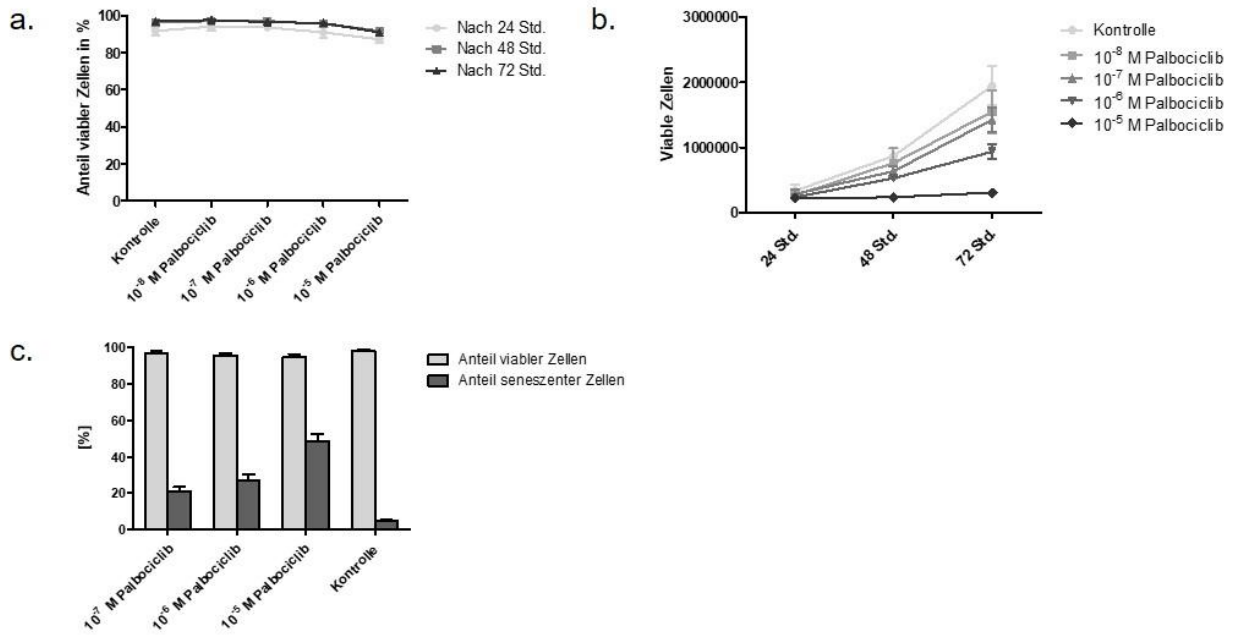 a.
Anteil viabler Zellen in %
100
80
60
40
20
0
Kontrolle
10⁻⁸ M Palbociclib
10⁻⁷ M Palbociclib
10⁻⁶ M Palbociclib
10⁻⁵ M Palbociclib
Nach 24 Std.
Nach 48 Std.
Nach 72 Std.
b.
Viable Zellen
3000000
2000000
1000000
0
24 Std.
48 Std.
72 Std.
Kontrolle
10⁻⁸ M Palbociclib
10⁻⁷ M Palbociclib
10⁻⁶ M Palbociclib
10⁻⁵ M Palbociclib
c.
[%]
100
80
60
40
20
0
10⁻⁷ M Palbociclib
10⁻⁶ M Palbociclib
10⁻⁵ M Palbociclib
Kontrolle
Anteil viabler Zellen
Anteil seneszenter Zellen